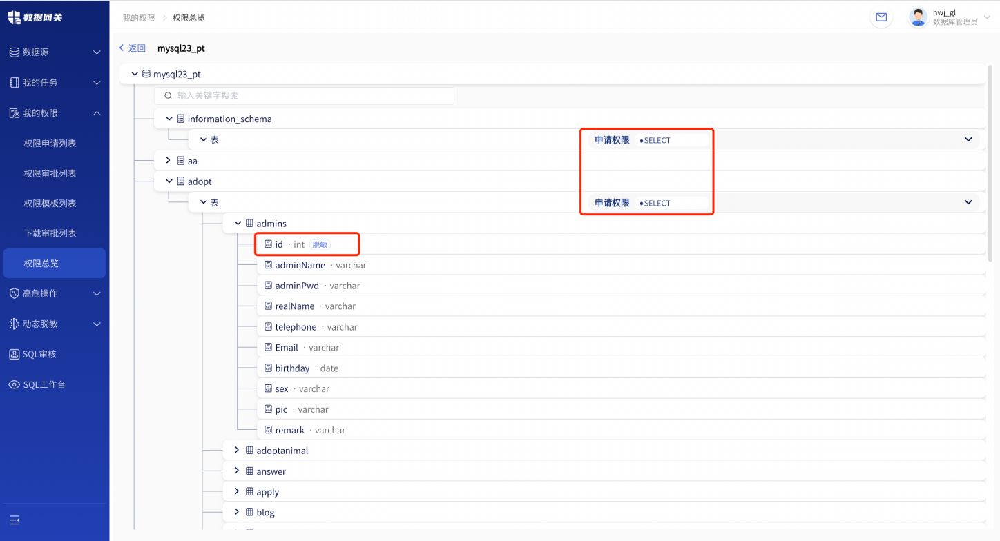 数据网关
我的权限 > 权限总览
hwj_gl
数据库管理员
数据源
我的任务
我的权限
权限申请列表
权限审批列表
权限模板列表
下载审批列表
权限总览
高危操作
动态脱敏
SQL审核
SQL工作台
返回 mysql23_pt
mysql23_pt
输入关键字搜索
information_schema
表 申请权限 •SELECT
aa
adopt
表 申请权限 •SELECT
admins
id · int 脱敏
adminName · varchar
adminPwd · varchar
realName · varchar
telephone · varchar
Email · varchar
birthday · date
sex · varchar
pic · varchar
remark · varchar
adoptanimal
answer
apply
blog